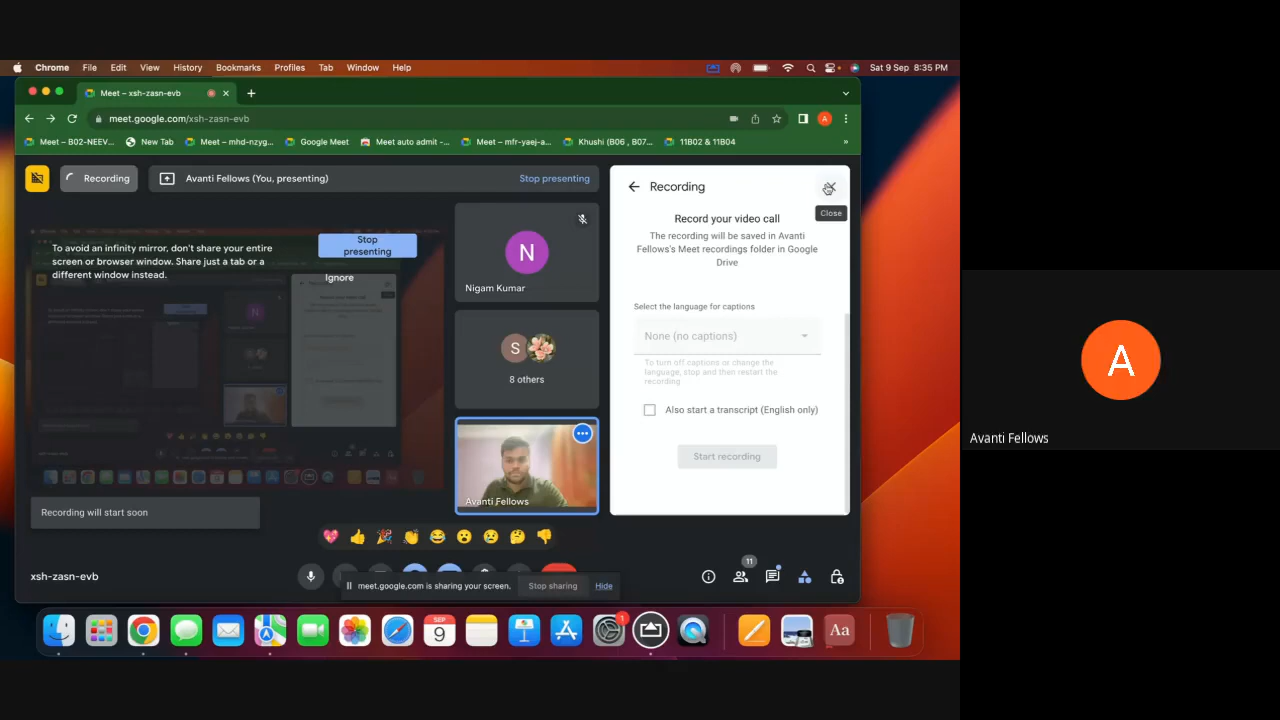 Chrome File Edit View History Bookmarks Profiles Tab Window Help Sat 9 Sep 8:35 PM
Meet – xsh-zasn-evb
meet.google.com/xsh-zasn-evb
A
Meet – B02-NEEV... New Tab Meet – mhd-nzyg... Google Meet Meet auto admit -... Meet – mfr-yaej-a... Khushi (B06 , B07... 11B02 & 11B04 »
Recording
Avanti Fellows (You, presenting)
Stop presenting
To avoid an infinity mirror, don't share your entire
screen or browser window. Share just a tab or a
different window instead.
Stop
presenting
Ignore
N
Nigam Kumar
S
8 others
Avanti Fellows
Recording
Close
Record your video call
The recording will be saved in Avanti
Fellows's Meet recordings folder in Google
Drive
Select the language for captions
None (no captions)
To turn off captions or change the
language, stop and then restart the
recording
Also start a transcript (English only)
Start recording
Recording will start soon
xsh-zasn-evb
11
meet.google.com is sharing your screen.
Stop sharing
Hide
SEP
9
1
Aa
A
Avanti Fellows